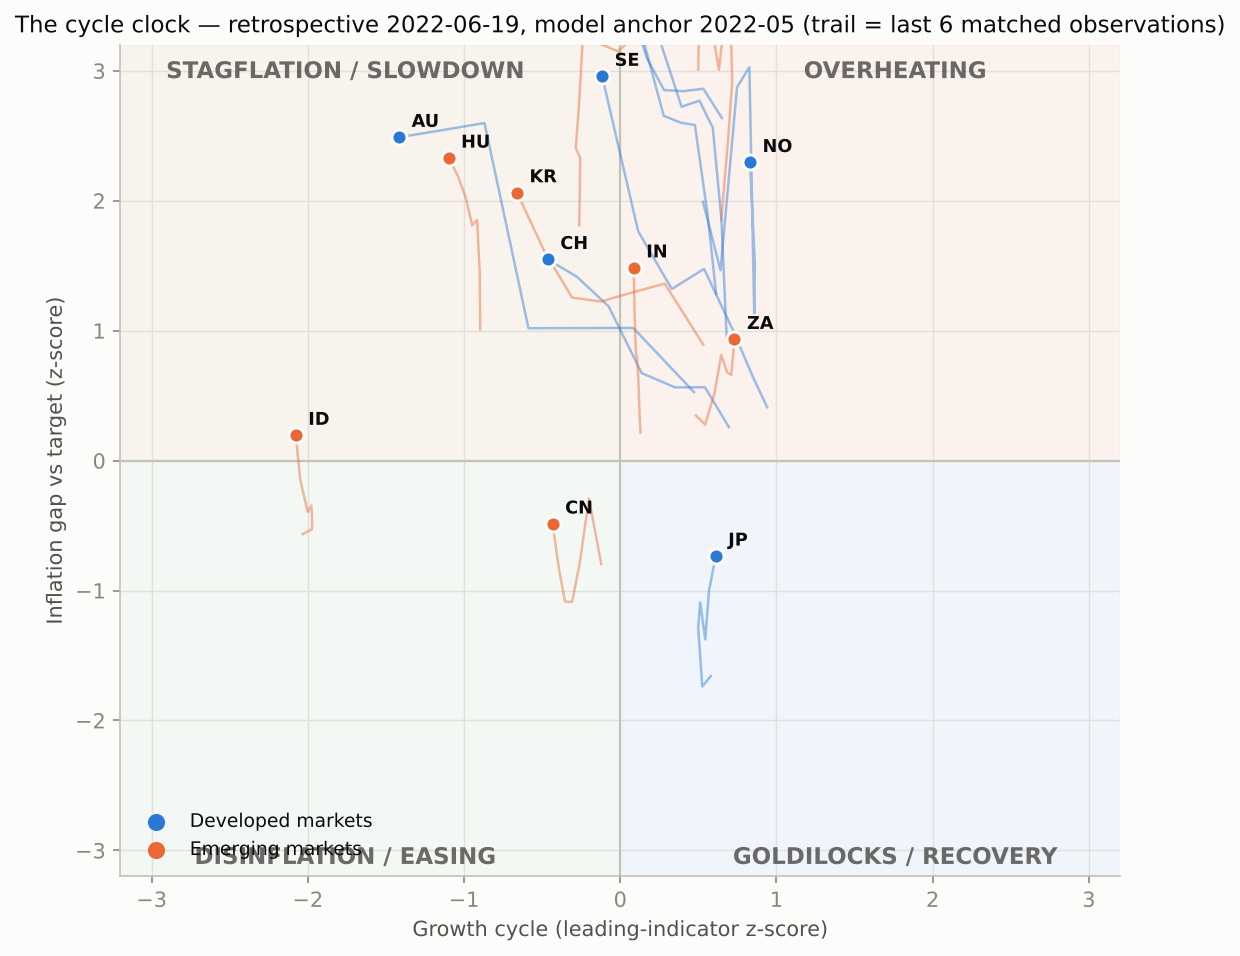 The cycle clock — retrospective 2022-06-19, model anchor 2022-05 (trail = last 6 matched observations)
STAGFLATION / SLOWDOWN
OVERHEATING
SE
AU
HU
NO
KR
CH
IN
ZA
ID
CN
JP
Developed markets
Emerging markets
DISINFLATION / EASING
GOLDILOCKS / RECOVERY
3
2
1
0
−1
−2
−3
Inflation gap vs target (z-score)
−3 −2 −1 0 1 2 3
Growth cycle (leading-indicator z-score)